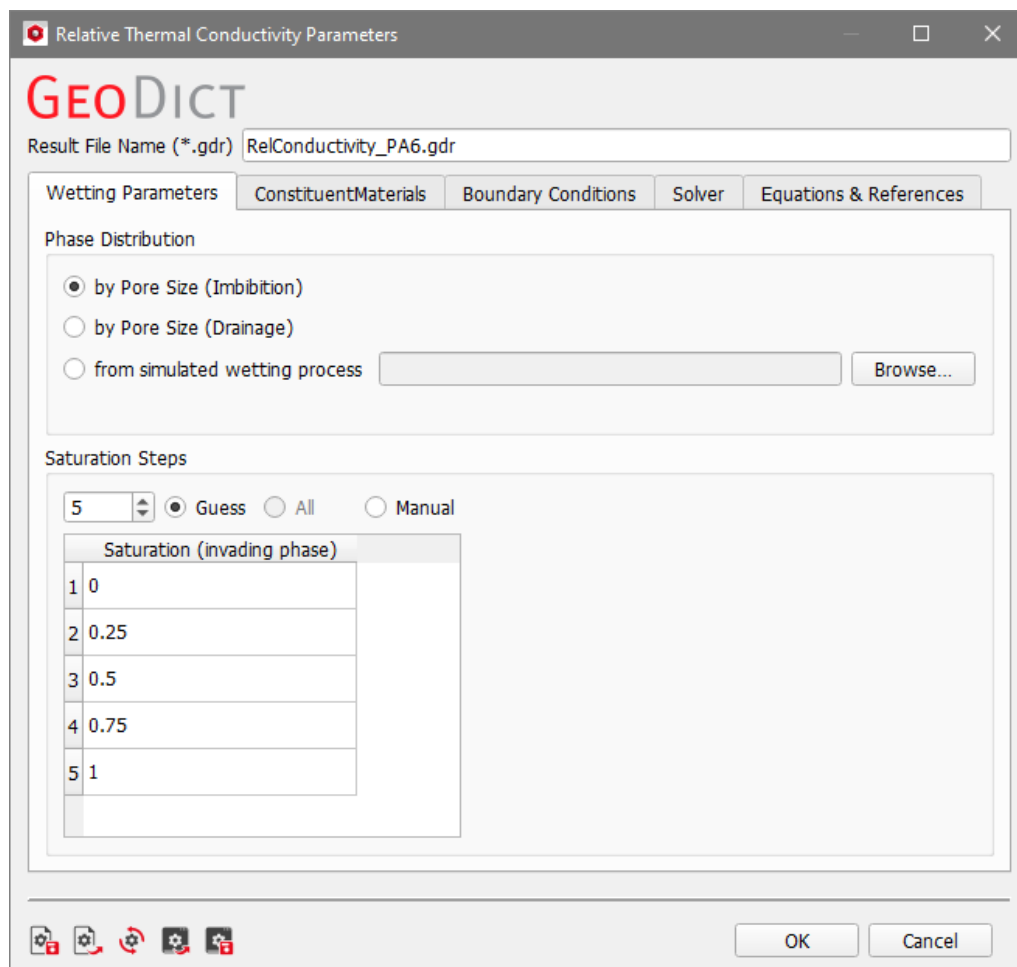 Relative Thermal Conductivity Parameters
GEODICT
Result File Name (*.gdr) RelConductivity_PA6.gdr
Wetting Parameters ConstituentMaterials Boundary Conditions Solver Equations & References
Phase Distribution
by Pore Size (Imbibition)
by Pore Size (Drainage)
from simulated wetting process Browse...
Saturation Steps
5 Guess All Manual
Saturation (invading phase)
1 0
2 0.25
3 0.5
4 0.75
5 1
OK Cancel